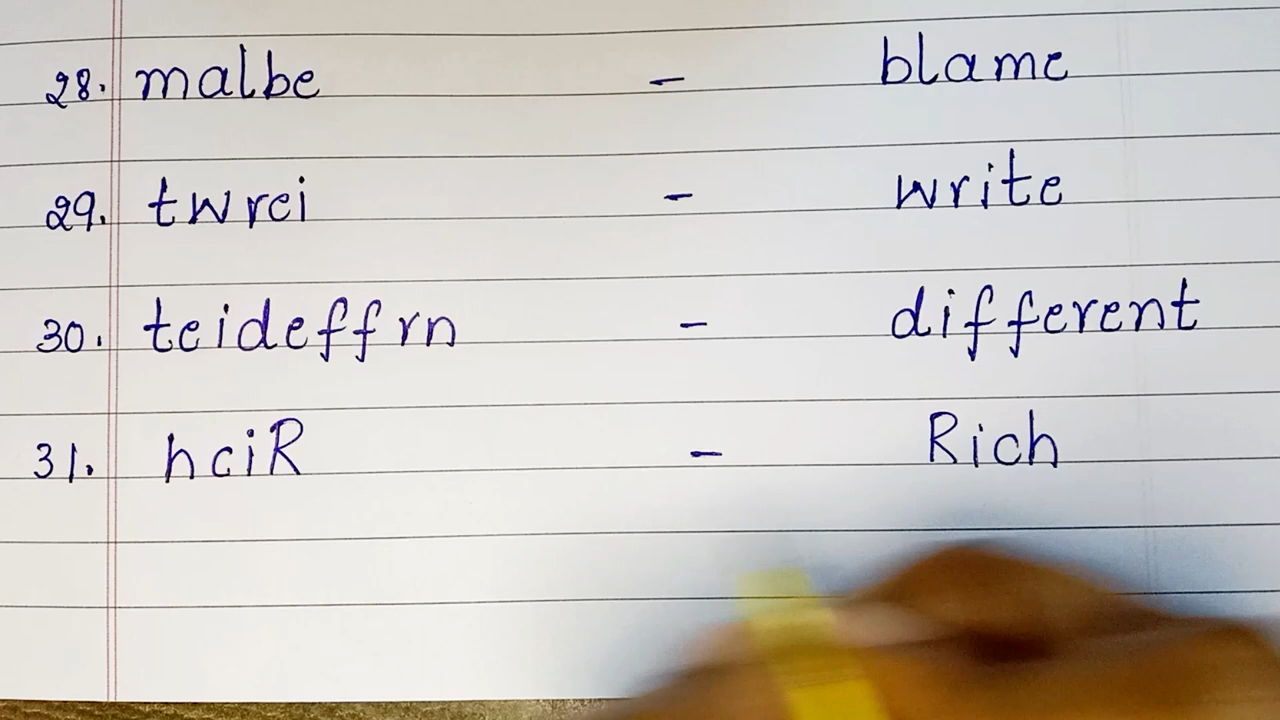 28. malbe - blame
29. twrei - write
30. teideffrn - different
31. hciR - Rich